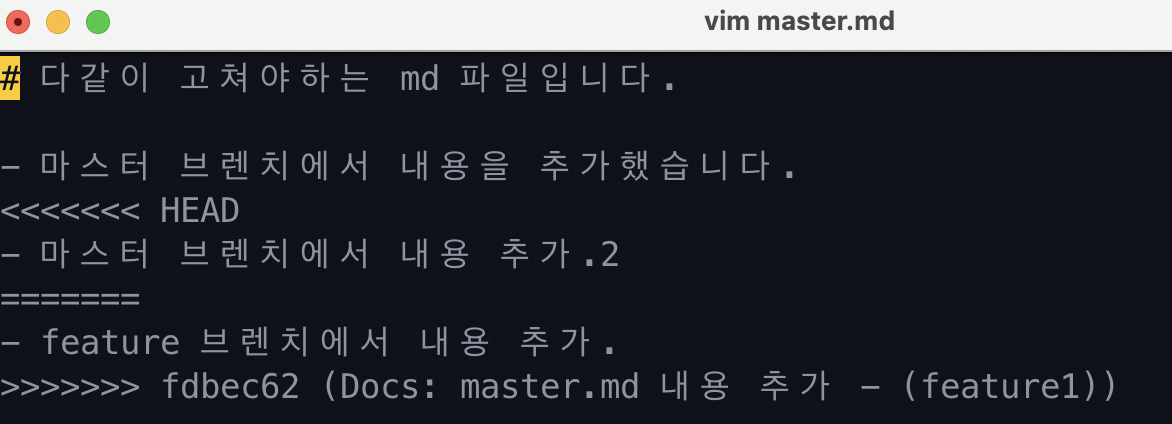 vim master.md
# 다같이 고쳐야하는 md 파일입니다.
- 마스터 브렌치에서 내용을 추가했습니다.
<<<<<<< HEAD
- 마스터 브렌치에서 내용 추가.2
=======
- feature 브렌치에서 내용 추가.
>>>>>>> fdbec62 (Docs: master.md 내용 추가 - (feature1))